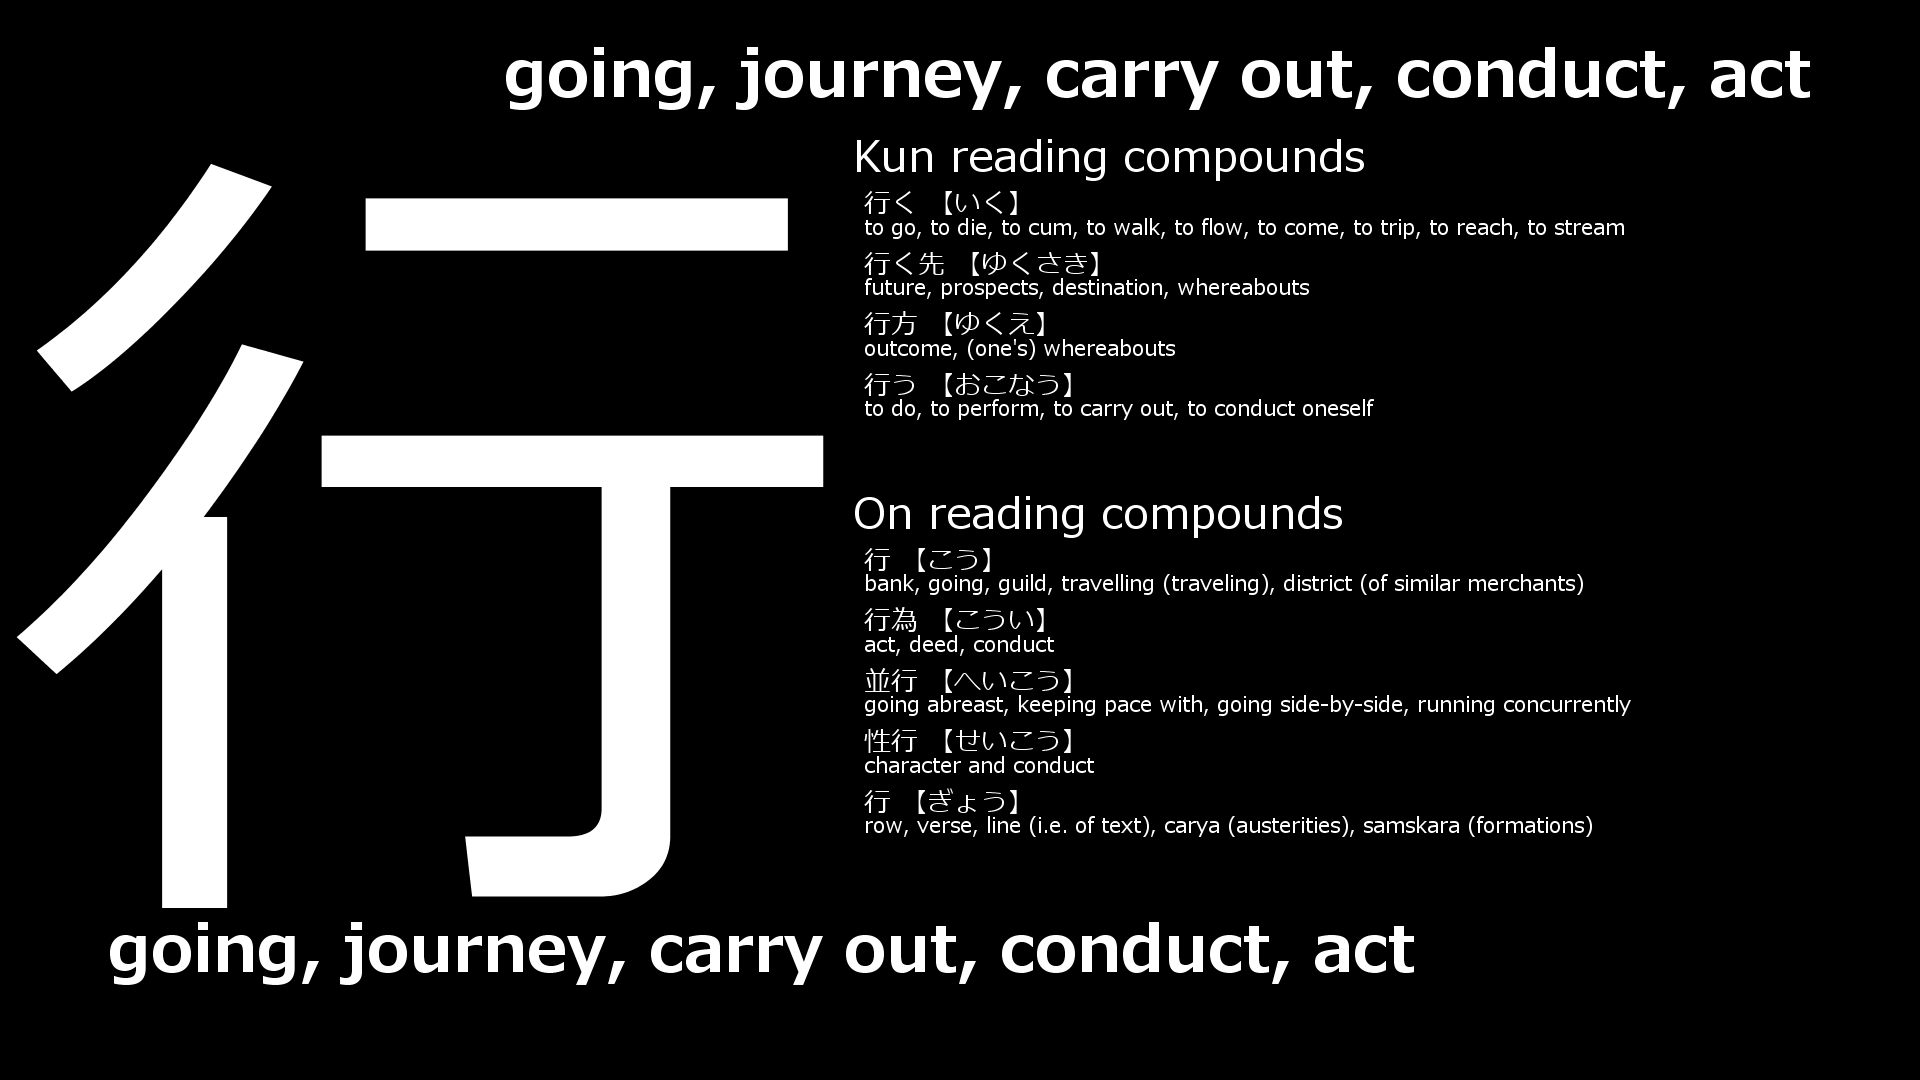 going, journey, carry out, conduct, act
行
Kun reading compounds
行く 【いく】
to go, to die, to cum, to walk, to flow, to come, to trip, to reach, to stream
行く先 【ゆくさき】
future, prospects, destination, whereabouts
行方 【ゆくえ】
outcome, (one's) whereabouts
行う 【おこなう】
to do, to perform, to carry out, to conduct oneself
On reading compounds
行 【こう】
bank, going, guild, travelling (traveling), district (of similar merchants)
行為 【こうい】
act, deed, conduct
並行 【へいこう】
going abreast, keeping pace with, going side-by-side, running concurrently
性行 【せいこう】
character and conduct
行 【ぎょう】
row, verse, line (i.e. of text), carya (austerities), samskara (formations)
going, journey, carry out, conduct, act